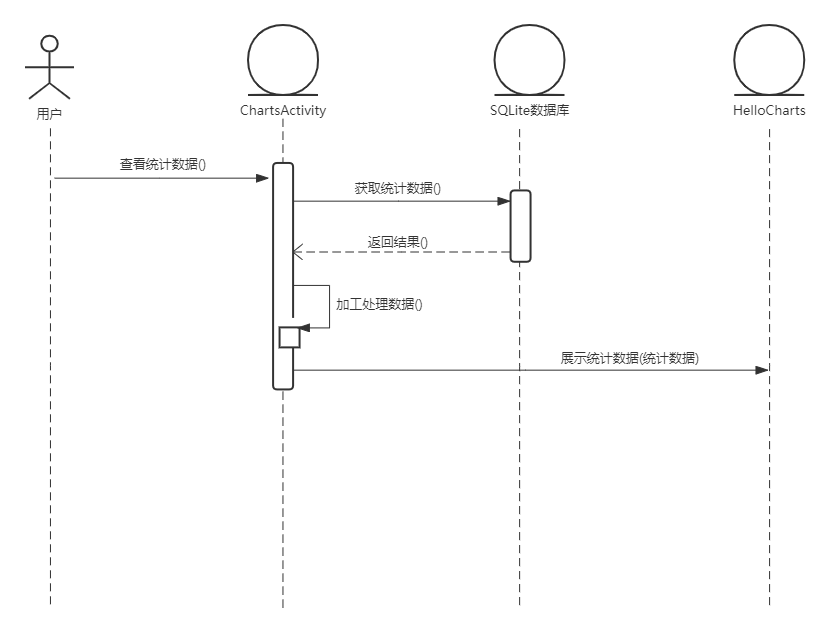 用户
ChartsActivity
SQLite数据库
HelloCharts
查看统计数据()
获取统计数据()
返回结果()
加工处理数据()
展示统计数据(统计数据)